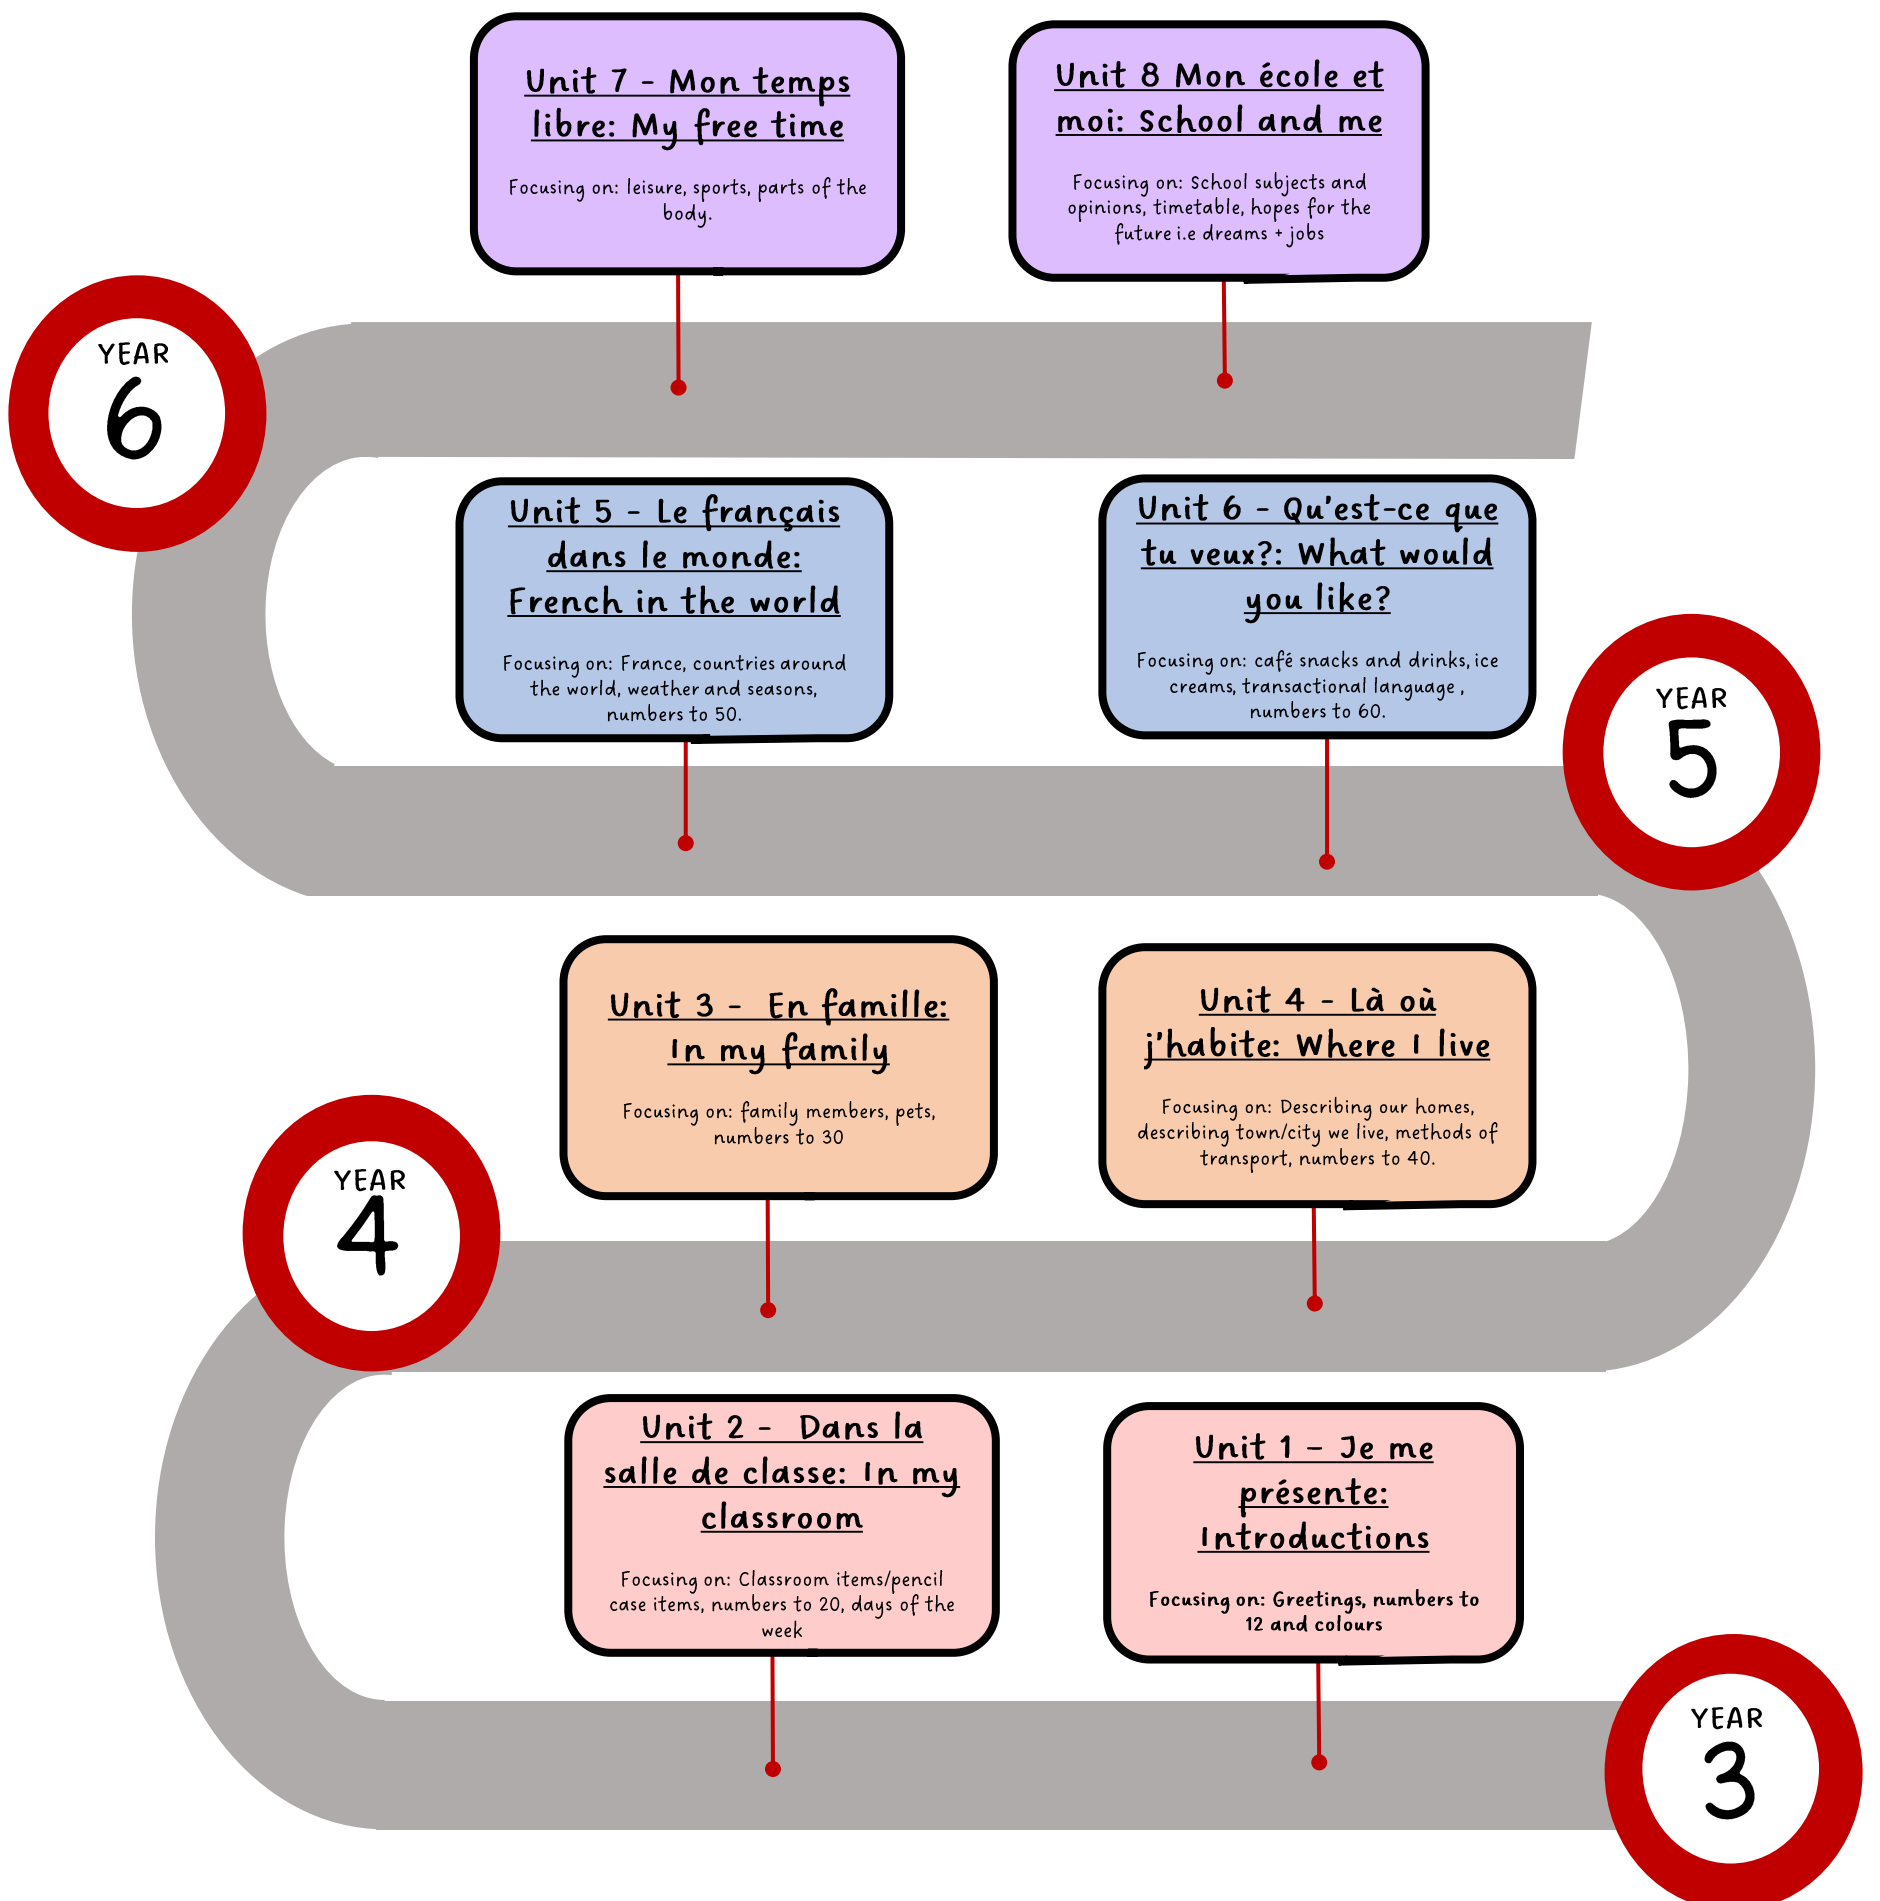 Unit 7 - Mon temps
libre: My free time
Focusing on: leisure, sports, parts of the
body.
Unit 8 Mon école et
moi: School and me
Focusing on: School subjects and
opinions, timetable, hopes for the
future i.e dreams + jobs
YEAR
6
Unit 5 - Le français
dans le monde:
French in the world
Focusing on: France, countries around
the world, weather and seasons,
numbers to 50.
Unit 6 - Qu'est-ce que
tu veux?: What would
you like?
Focusing on: café snacks and drinks, ice
creams, transactional language ,
numbers to 60.
YEAR
5
Unit 3 - En famille:
In my family
Focusing on: family members, pets,
numbers to 30
Unit 4 - Là où
j'habite: Where I live
Focusing on: Describing our homes,
describing town/city we live, methods of
transport, numbers to 40.
YEAR
4
Unit 2 - Dans la
salle de classe: In my
classroom
Focusing on: Classroom items/pencil
case items, numbers to 20, days of the
week
Unit 1 - Je me
présente:
Introductions
Focusing on: Greetings, numbers to
12 and colours
YEAR
3